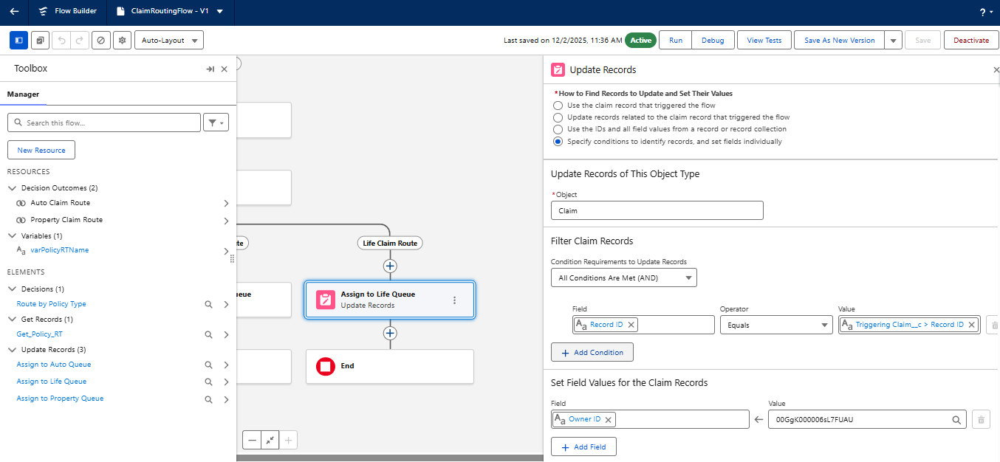 Flow Builder
ClaimRoutingFlow - V1
?
Auto-Layout
Last saved on 12/2/2025, 11:36 AM
Active
Run
Debug
View Tests
Save As New Version
Save
Deactivate
Toolbox
Manager
Search this flow...
New Resource
RESOURCES
Decision Outcomes (2)
Auto Claim Route
Property Claim Route
Variables (1)
Aa varPolicyRTName
ELEMENTS
Decisions (1)
Route by Policy Type
Get Records (1)
Get_Policy_RT
Update Records (3)
Assign to Auto Queue
Assign to Life Queue
Assign to Property Queue
Life Claim Route
Assign to Life Queue
Update Records
End
Update Records
*How to Find Records to Update and Set Their Values
Use the claim record that triggered the flow
Update records related to the claim record that triggered the flow
Use the IDs and all field values from a record or record collection
Specify conditions to identify records, and set fields individually
Update Records of This Object Type
*Object
Claim
Filter Claim Records
Condition Requirements to Update Records
All Conditions Are Met (AND)
Field
Operator
Value
Aa Record ID
Equals
Aa Triggering Claim__c > Record ID
+ Add Condition
Set Field Values for the Claim Records
Field
Value
Aa Owner ID
00GgK000006sL7FUAU
+ Add Field